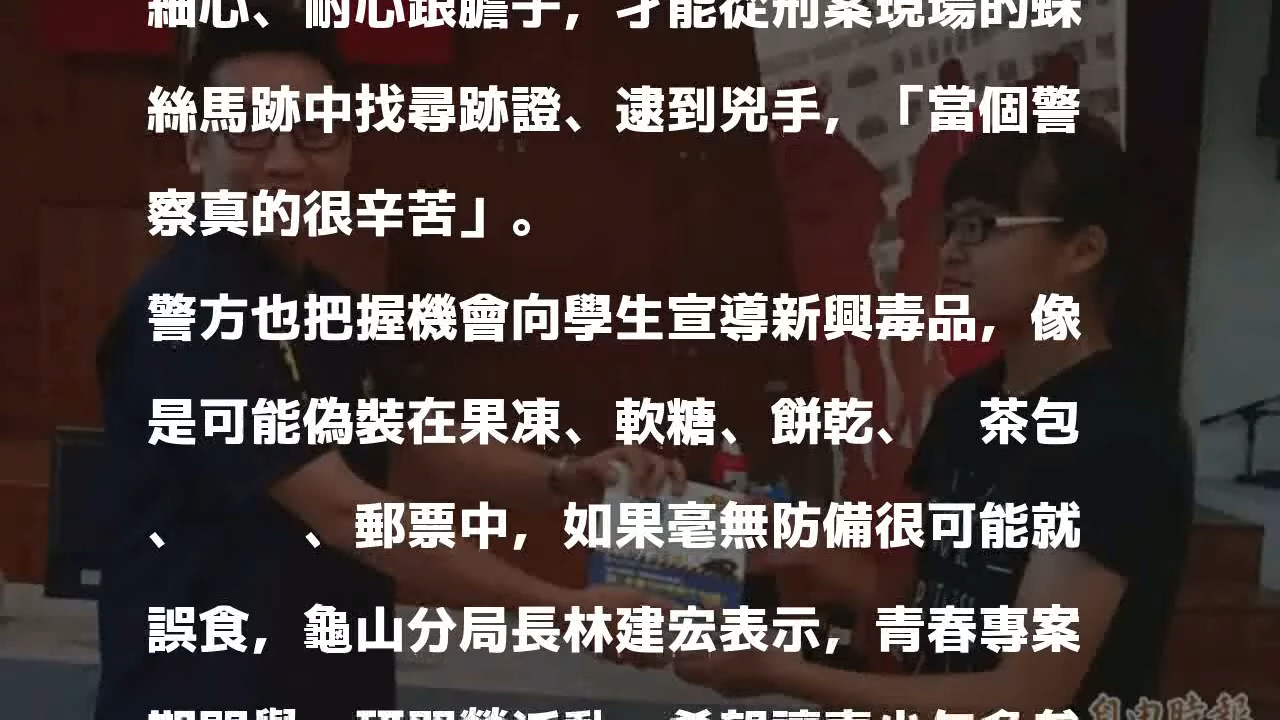 細心、耐心跟膽子，才能從刑案現場的蛛
絲馬跡中找尋跡證、逮到兇手，「當個警
察真的很辛苦」。
警方也把握機會向學生宣導新興毒品，像
是可能偽裝在果凍、軟糖、餅乾、　茶包
、　　、郵票中，如果毫無防備很可能就
誤食，龜山分局長林建宏表示，青春專案
自由時報